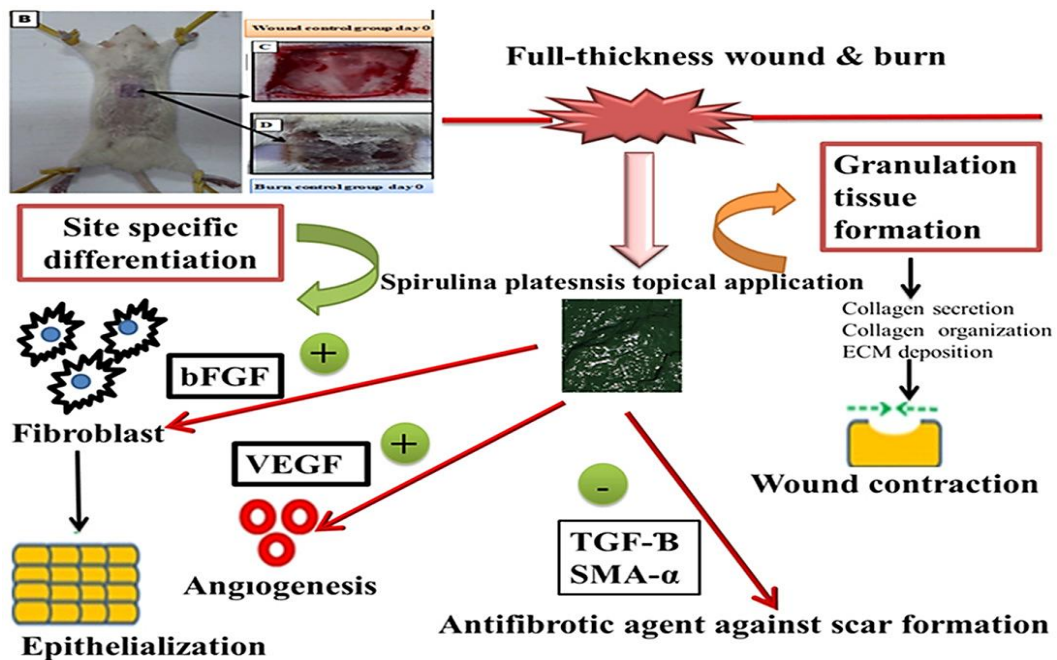 B
Wound control group day 0
C
D
Burn control group day 0
Full-thickness wound & burn
Granulation
tissue
formation
Site specific
differentiation
Spirulina platesnsis topical application
Collagen secretion
Collagen organization
ECM deposition
+
bFGF
Fibroblast
+
VEGF
Wound contraction
-
TGF-B
SMA-α
Angiogenesis
Antifibrotic agent against scar formation
Epithelialization